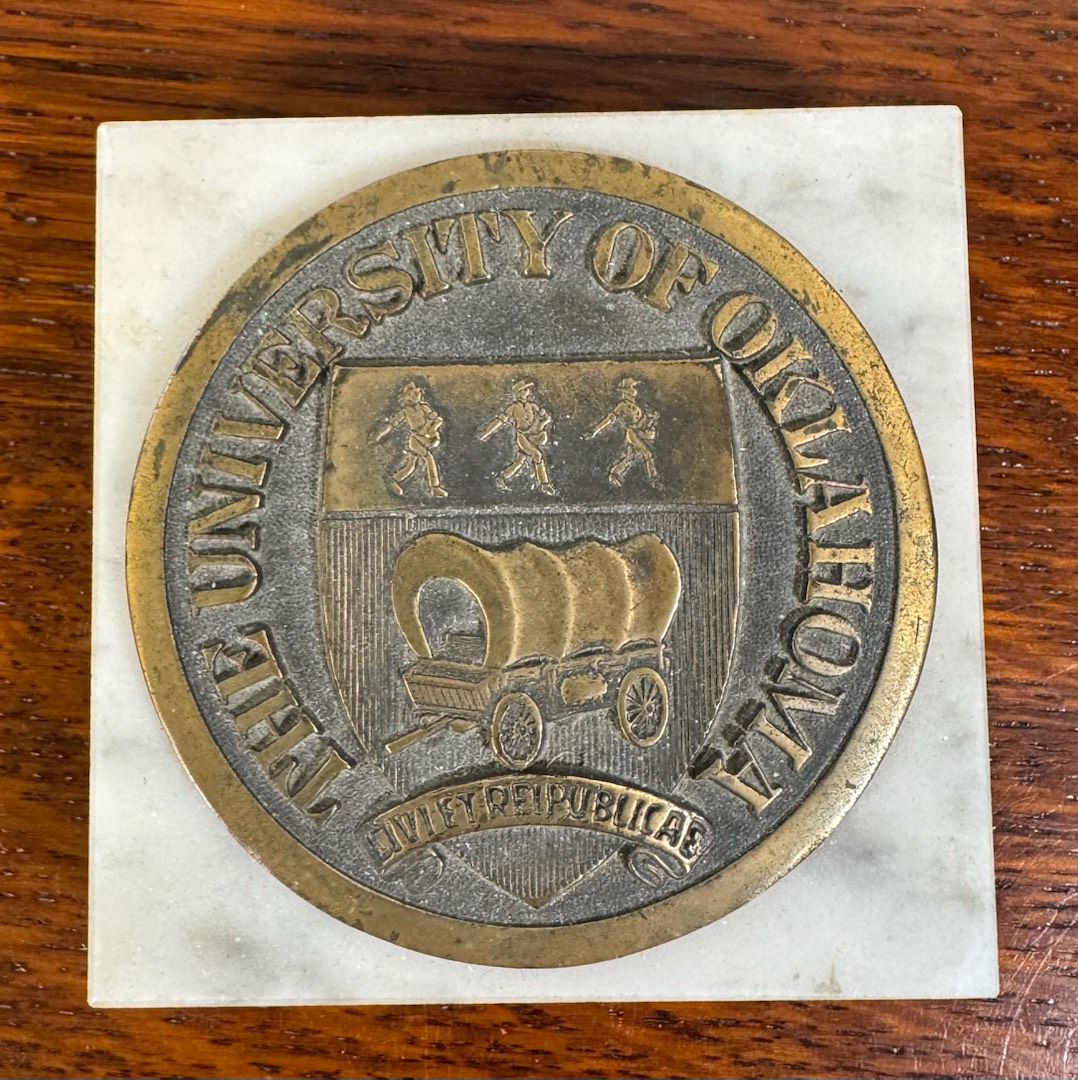 THE UNIVERSITY OF OKLAHOMA
CIVI ET REIPUBLICAE